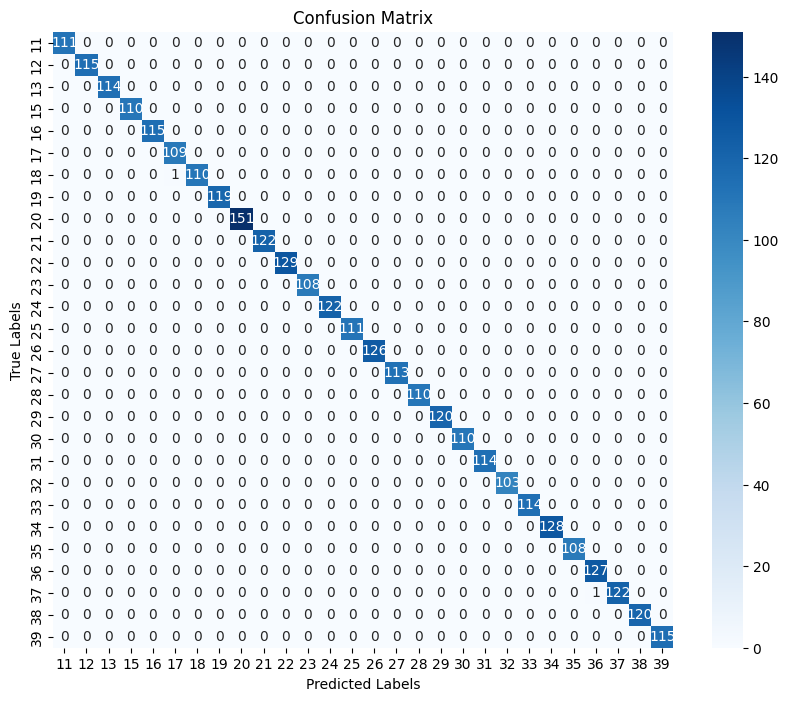 Confusion Matrix
11 111 0 0 0 0 0 0 0 0 0 0 0 0 0 0 0 0 0 0 0 0 0 0 0 0 0 0 0
12 0 115 0 0 0 0 0 0 0 0 0 0 0 0 0 0 0 0 0 0 0 0 0 0 0 0 0 0
13 0 0 114 0 0 0 0 0 0 0 0 0 0 0 0 0 0 0 0 0 0 0 0 0 0 0 0 0
15 0 0 0 110 0 0 0 0 0 0 0 0 0 0 0 0 0 0 0 0 0 0 0 0 0 0 0 0
16 0 0 0 0 115 0 0 0 0 0 0 0 0 0 0 0 0 0 0 0 0 0 0 0 0 0 0 0
17 0 0 0 0 0 109 0 0 0 0 0 0 0 0 0 0 0 0 0 0 0 0 0 0 0 0 0 0
18 0 0 0 0 0 1 110 0 0 0 0 0 0 0 0 0 0 0 0 0 0 0 0 0 0 0 0 0
19 0 0 0 0 0 0 0 119 0 0 0 0 0 0 0 0 0 0 0 0 0 0 0 0 0 0 0 0
20 0 0 0 0 0 0 0 0 151 0 0 0 0 0 0 0 0 0 0 0 0 0 0 0 0 0 0 0
21 0 0 0 0 0 0 0 0 0 122 0 0 0 0 0 0 0 0 0 0 0 0 0 0 0 0 0 0
22 0 0 0 0 0 0 0 0 0 0 129 0 0 0 0 0 0 0 0 0 0 0 0 0 0 0 0 0
23 0 0 0 0 0 0 0 0 0 0 0 108 0 0 0 0 0 0 0 0 0 0 0 0 0 0 0 0
24 0 0 0 0 0 0 0 0 0 0 0 0 122 0 0 0 0 0 0 0 0 0 0 0 0 0 0 0
25 0 0 0 0 0 0 0 0 0 0 0 0 0 111 0 0 0 0 0 0 0 0 0 0 0 0 0 0
26 0 0 0 0 0 0 0 0 0 0 0 0 0 0 126 0 0 0 0 0 0 0 0 0 0 0 0 0
27 0 0 0 0 0 0 0 0 0 0 0 0 0 0 0 113 0 0 0 0 0 0 0 0 0 0 0 0
28 0 0 0 0 0 0 0 0 0 0 0 0 0 0 0 0 110 0 0 0 0 0 0 0 0 0 0 0
29 0 0 0 0 0 0 0 0 0 0 0 0 0 0 0 0 0 120 0 0 0 0 0 0 0 0 0 0
30 0 0 0 0 0 0 0 0 0 0 0 0 0 0 0 0 0 0 110 0 0 0 0 0 0 0 0 0
31 0 0 0 0 0 0 0 0 0 0 0 0 0 0 0 0 0 0 0 114 0 0 0 0 0 0 0 0
32 0 0 0 0 0 0 0 0 0 0 0 0 0 0 0 0 0 0 0 0 103 0 0 0 0 0 0 0
33 0 0 0 0 0 0 0 0 0 0 0 0 0 0 0 0 0 0 0 0 0 114 0 0 0 0 0 0
34 0 0 0 0 0 0 0 0 0 0 0 0 0 0 0 0 0 0 0 0 0 0 128 0 0 0 0 0
35 0 0 0 0 0 0 0 0 0 0 0 0 0 0 0 0 0 0 0 0 0 0 0 108 0 0 0 0
36 0 0 0 0 0 0 0 0 0 0 0 0 0 0 0 0 0 0 0 0 0 0 0 0 127 0 0 0
37 0 0 0 0 0 0 0 0 0 0 0 0 0 0 0 0 0 0 0 0 0 0 0 0 1 122 0 0
38 0 0 0 0 0 0 0 0 0 0 0 0 0 0 0 0 0 0 0 0 0 0 0 0 0 0 120 0
39 0 0 0 0 0 0 0 0 0 0 0 0 0 0 0 0 0 0 0 0 0 0 0 0 0 0 0 115
11 12 13 15 16 17 18 19 20 21 22 23 24 25 26 27 28 29 30 31 32 33 34 35 36 37 38 39
Predicted Labels
True Labels
140
120
100
80
60
40
20
0